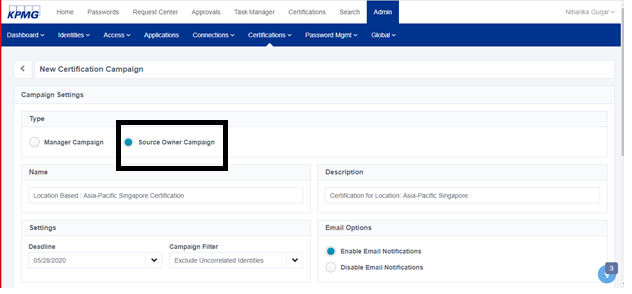 KPMG Home Passwords Request Center Approvals Task Manager Certifications Search Admin Niharika Gurjar
Dashboard Identities Access Applications Connections Certifications Password Mgmt Global
New Certification Campaign
Campaign Settings
Type
Manager Campaign Source Owner Campaign
Name Description
Location Based : Asia-Pacific Singapore Certification Certification for Location: Asia-Pacific Singapore
Settings Email Options
Deadline Campaign Filter Enable Email Notifications
05/28/2020 Exclude Uncorrelated Identities Disable Email Notifications
3